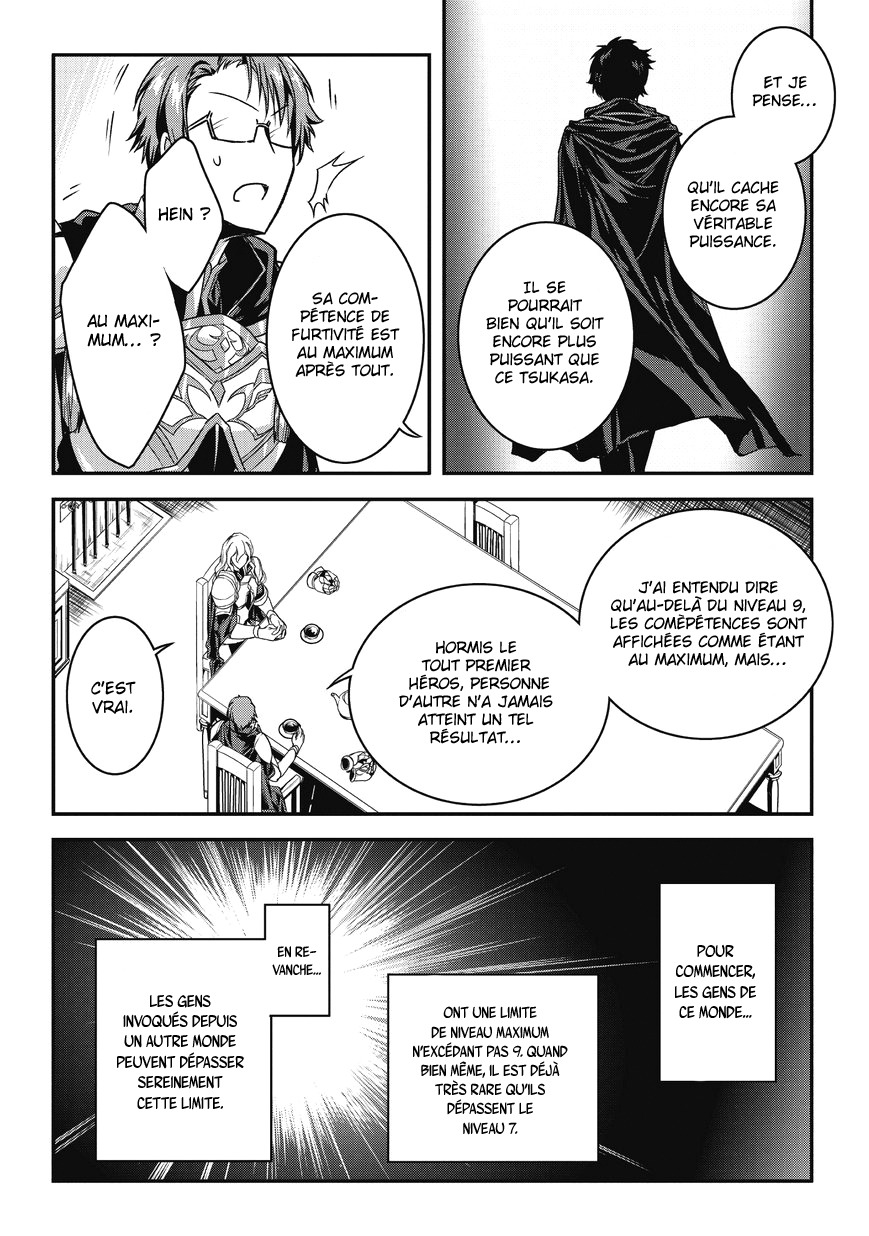 ET JE
PENSE...
QU'IL CACHE
ENCORE SA
VÉRITABLE
PUISSANCE.
IL SE
POURRAIT
BIEN QU'IL SOIT
ENCORE PLUS
PUISSANT QUE
CE TSUKASA.
SA COM-
PÉTENCE DE
FURTIVITÉ EST
AU MAXIMUM
APRÈS TOUT.
HEIN ?
AU MAXI-
MUM... ?
J'AI ENTENDU DIRE
QU'AU-DELÀ DU NIVEAU 9,
LES COMÈPÉTENCES SONT
AFFICHÉES COMME ÉTANT
AU MAXIMUM, MAIS...
HORMIS LE
TOUT PREMIER
HÉROS, PERSONNE
D'AUTRE N'A JAMAIS
ATTEINT UN TEL
RÉSULTAT...
C'EST
VRAI.
POUR
COMMENCER,
LES GENS DE
CE MONDE...
ONT UNE LIMITE
DE NIVEAU MAXIMUM
N'EXCÉDANT PAS 9. QUAND
BIEN MÊME, IL EST DÉJÀ
TRÈS RARE QU'ILS
DÉPASSENT LE
NIVEAU 7.
EN RE-
VANCHE...
LES GENS
INVOQUÉS DEPUIS
UN AUTRE MONDE
PEUVENT DÉPASSER
SEREINEMENT
CETTE LIMITE.